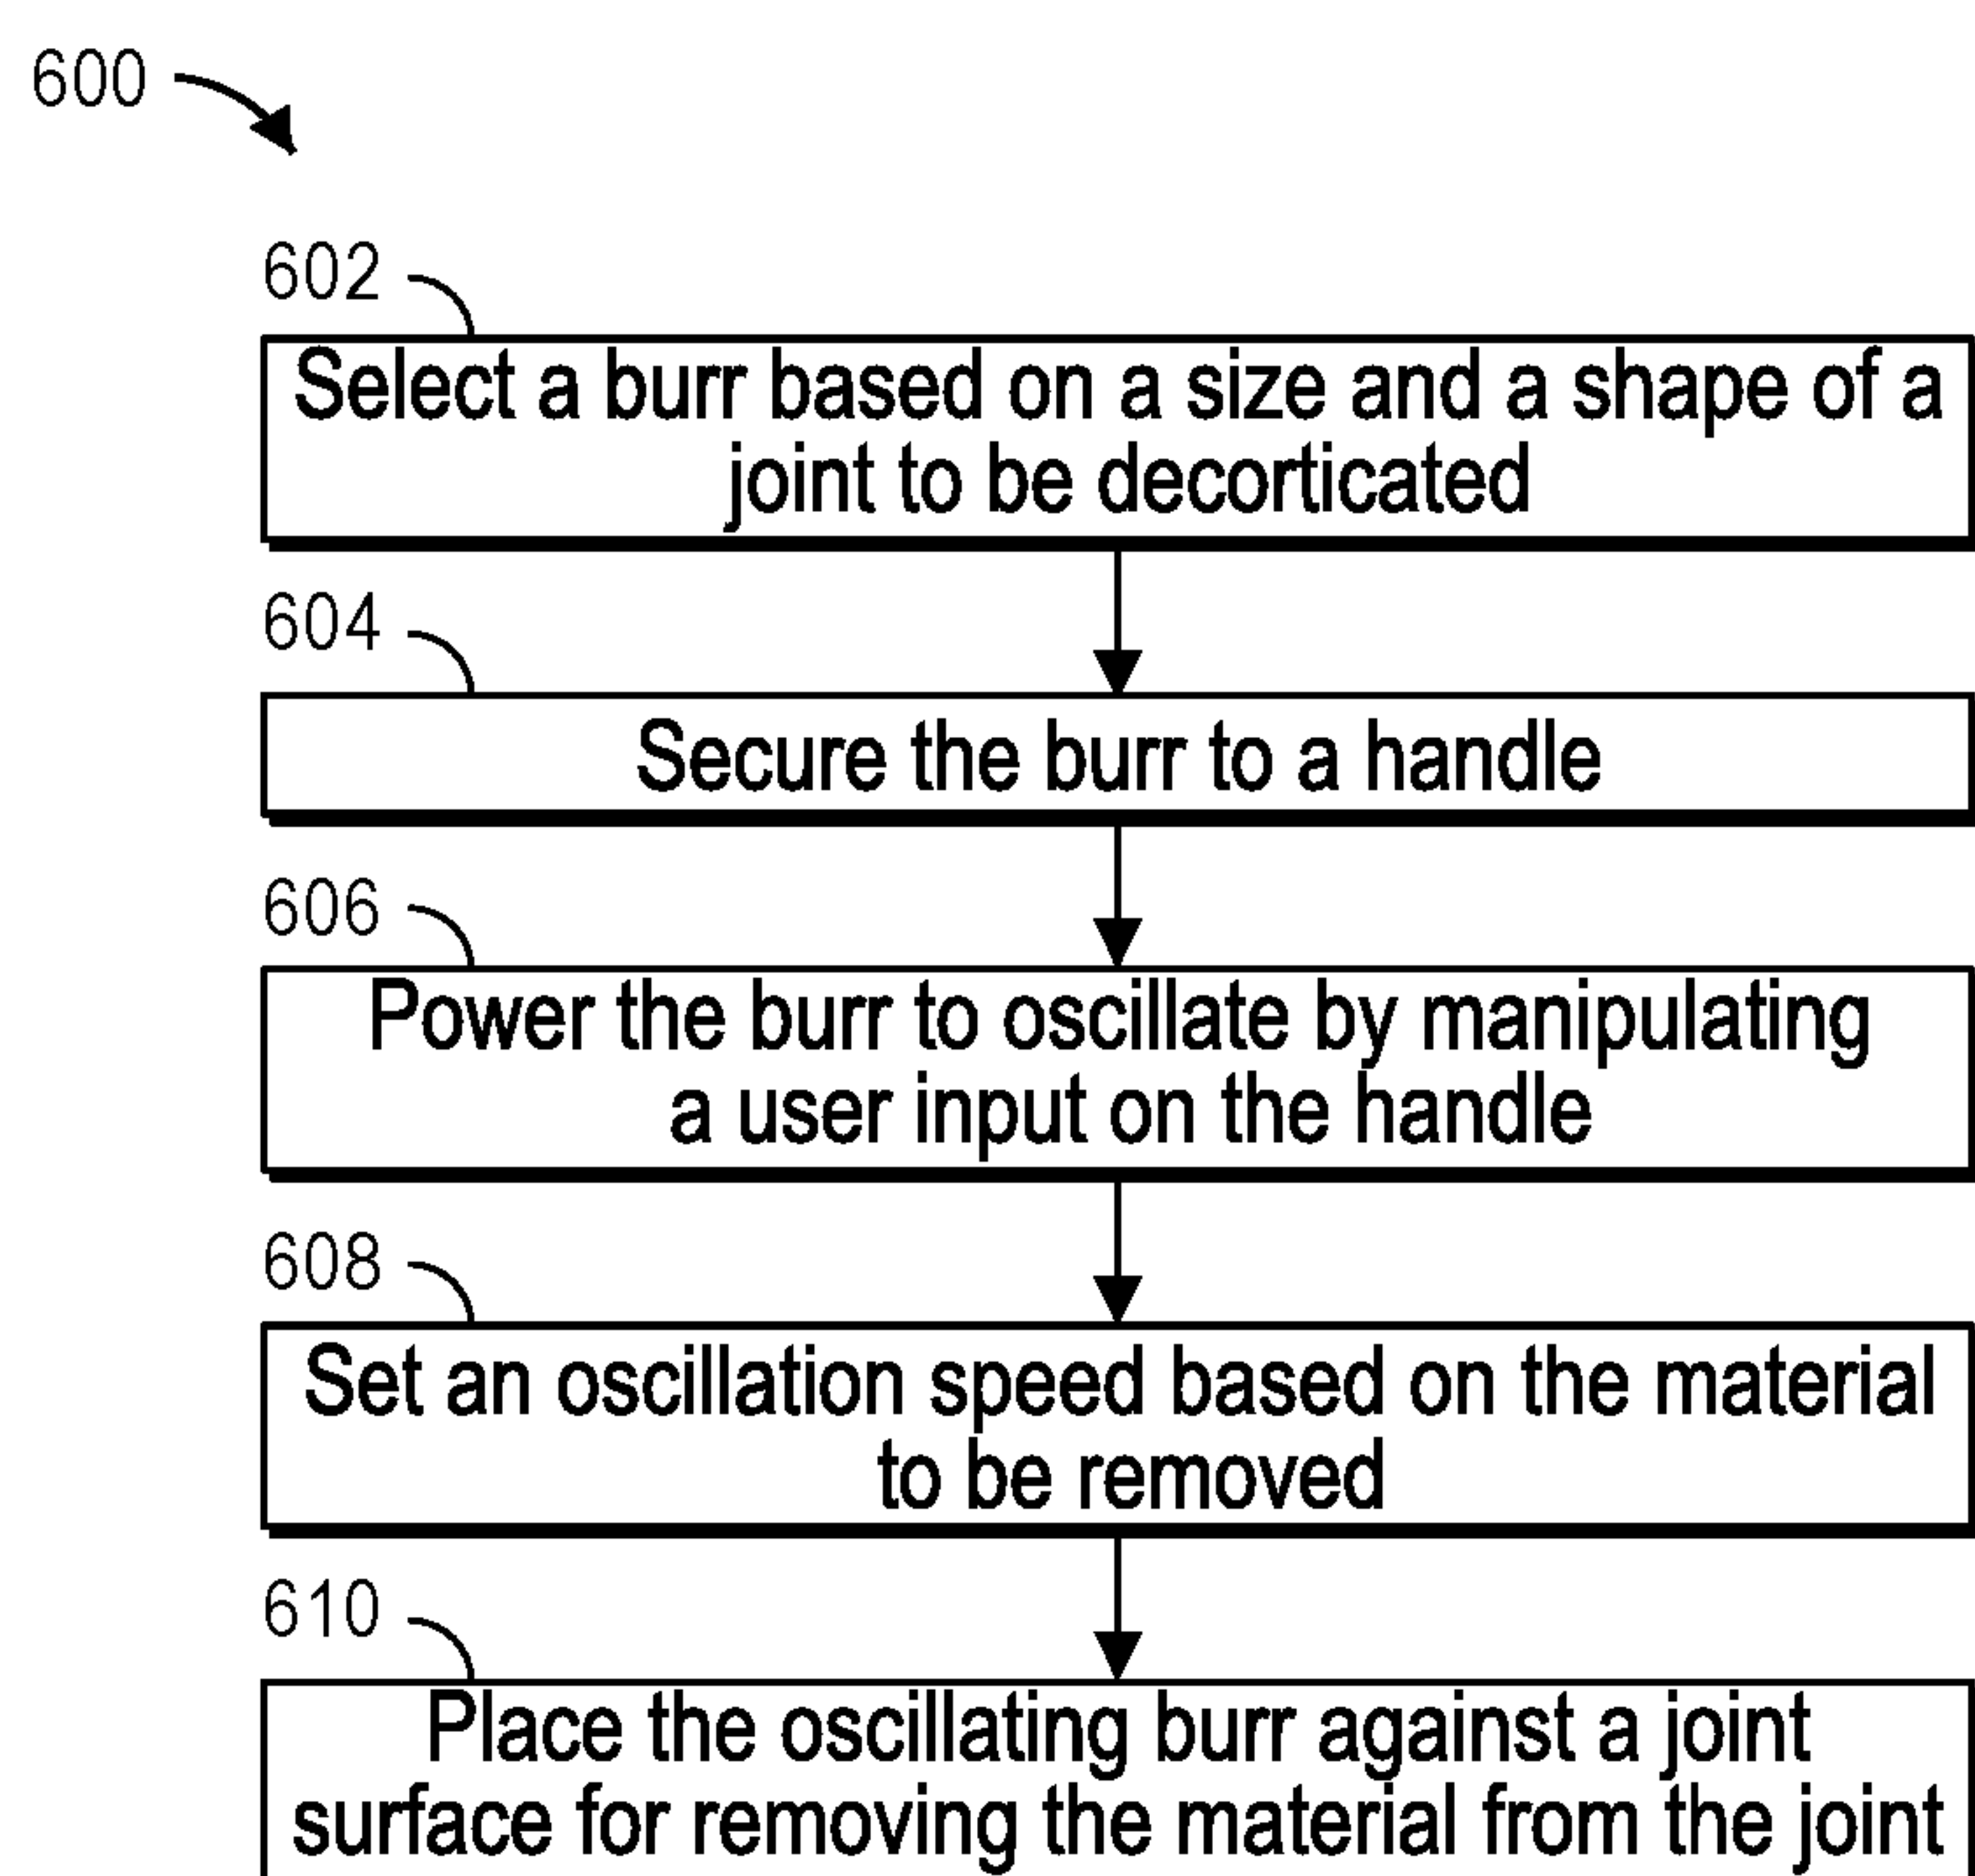 600
602
Select a burr based on a size and a shape of a
joint to be decorticated
604
Secure the burr to a handle
606
Power the burr to oscillate by manipulating
a user input on the handle
608
Set an oscillation speed based on the material
to be removed
610
Place the oscillating burr against a joint
surface for removing the material from the joint